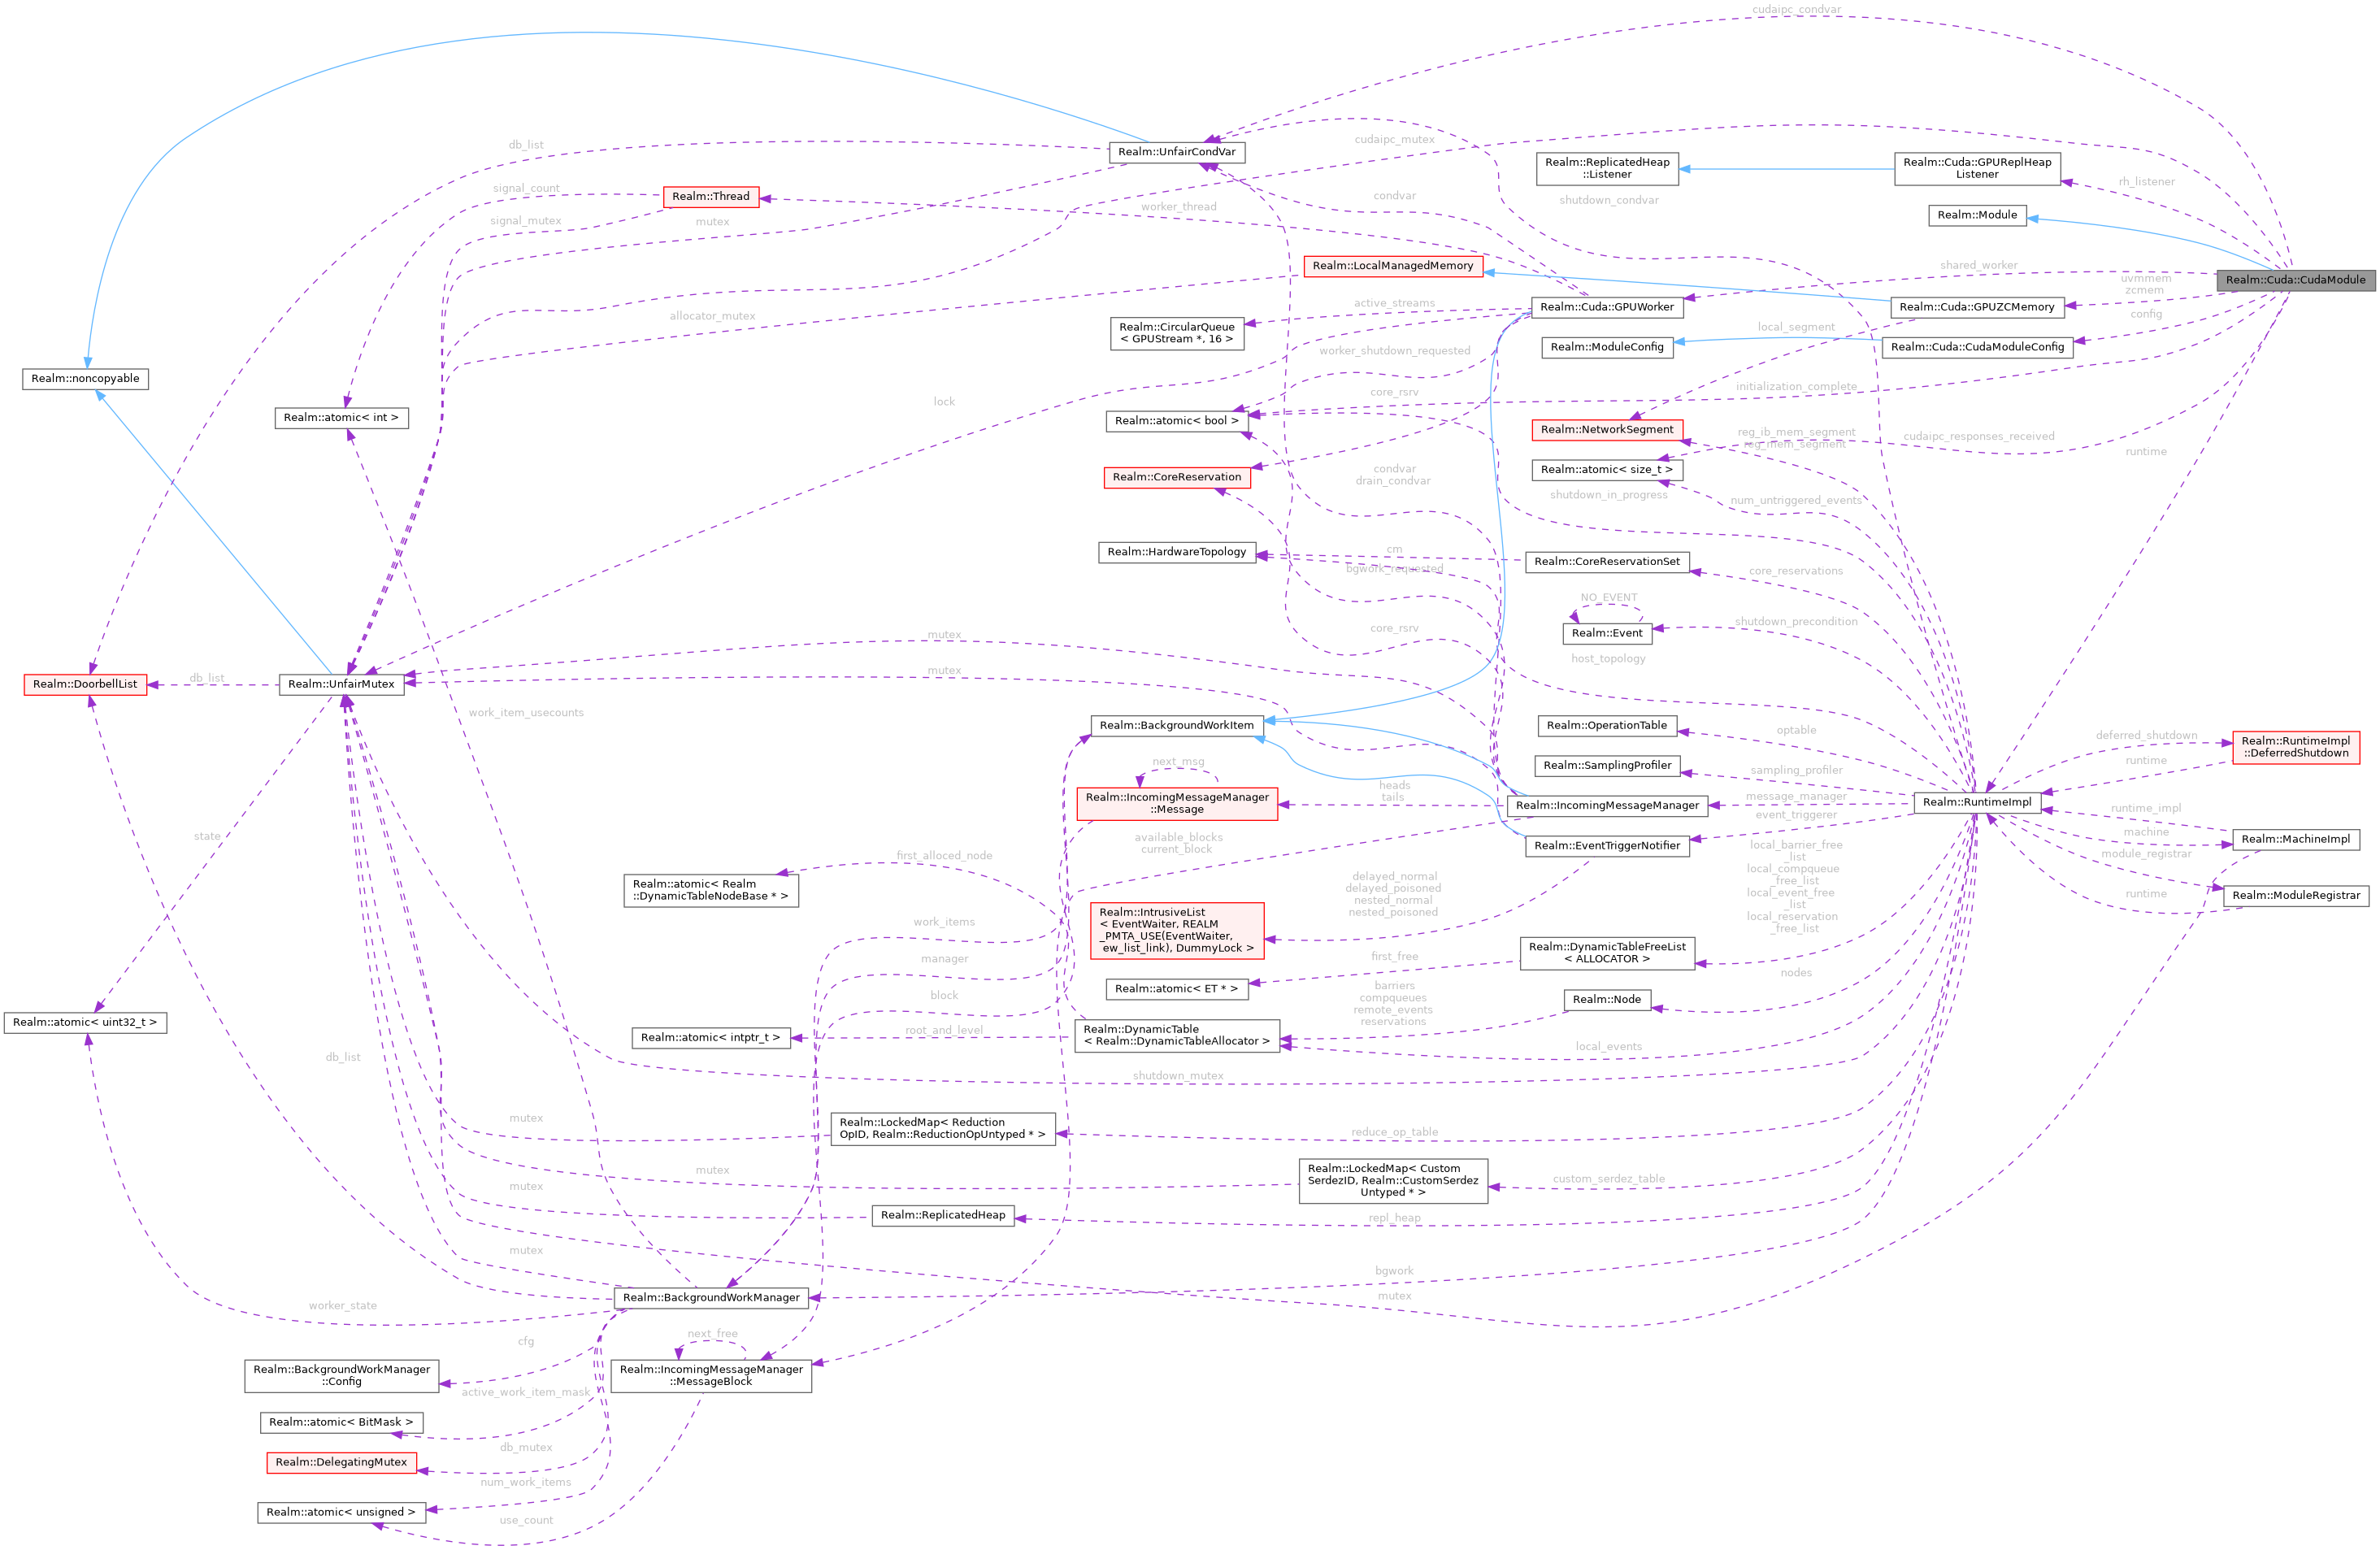 cudaipc_condvar
db_list
cudaipc_mutex
Realm::UnfairCondVar
Realm::ReplicatedHeap
::Listener
Realm::Cuda::GPUReplHeap
Listener
rh_listener
signal_count
Realm::Thread
condvar
shutdown_condvar
worker_thread
signal_mutex
mutex
Realm::Module
Realm::LocalManagedMemory
shared_worker
Realm::Cuda::CudaModule
uvmmem
zcmem
active_streams
Realm::Cuda::GPUWorker
Realm::Cuda::GPUZCMemory
config
allocator_mutex
Realm::CircularQueue
< GPUStream *, 16 >
local_segment
Realm::ModuleConfig
Realm::Cuda::CudaModuleConfig
worker_shutdown_requested
Realm::noncopyable
initialization_complete
core_rsrv
lock
Realm::atomic< int >
Realm::atomic< bool >
Realm::NetworkSegment
reg_ib_mem_segment
reg_mem_segment
cudaipc_responses_received
runtime
Realm::atomic< size_t >
condvar
drain_condvar
Realm::CoreReservation
shutdown_in_progress
num_untriggered_events
Realm::HardwareTopology
cm
Realm::CoreReservationSet
bgwork_requested
core_reservations
NO_EVENT
core_rsrv
Realm::Event
shutdown_precondition
mutex
host_topology
mutex
Realm::DoorbellList
db_list
Realm::UnfairMutex
work_item_usecounts
Realm::BackgroundWorkItem
Realm::OperationTable
optable
deferred_shutdown
Realm::RuntimeImpl
::DeferredShutdown
runtime
next_msg
Realm::SamplingProfiler
sampling_profiler
Realm::IncomingMessageManager
::Message
heads
tails
Realm::IncomingMessageManager
message_manager
Realm::RuntimeImpl
runtime_impl
event_triggerer
machine
Realm::MachineImpl
state
available_blocks
current_block
Realm::EventTriggerNotifier
first_alloced_node
local_barrier_free
_list
local_compqueue
_free_list
local_event_free
_list
local_reservation
_free_list
module_registrar
Realm::atomic< Realm
::DynamicTableNodeBase * >
delayed_normal
delayed_poisoned
nested_normal
nested_poisoned
runtime
Realm::ModuleRegistrar
Realm::IntrusiveList
< EventWaiter, REALM
_PMTA_USE(EventWaiter,
ew_list_link), DummyLock >
work_items
Realm::DynamicTableFreeList
< ALLOCATOR >
manager
first_free
nodes
Realm::atomic< ET * >
barriers
compqueues
remote_events
reservations
block
Realm::Node
Realm::atomic< uint32_t >
Realm::atomic< intptr_t >
root_and_level
Realm::DynamicTable
< Realm::DynamicTableAllocator >
local_events
db_list
shutdown_mutex
mutex
Realm::LockedMap< Reduction
OpID, Realm::ReductionOpUntyped * >
reduce_op_table
mutex
Realm::LockedMap< Custom
SerdezID, Realm::CustomSerdez
Untyped * >
custom_serdez_table
mutex
Realm::ReplicatedHeap
repl_heap
mutex
bgwork
worker_state
Realm::BackgroundWorkManager
mutex
next_free
cfg
Realm::BackgroundWorkManager
::Config
Realm::IncomingMessageManager
::MessageBlock
active_work_item_mask
Realm::atomic< BitMask >
db_mutex
Realm::DelegatingMutex
num_work_items
Realm::atomic< unsigned >
use_count